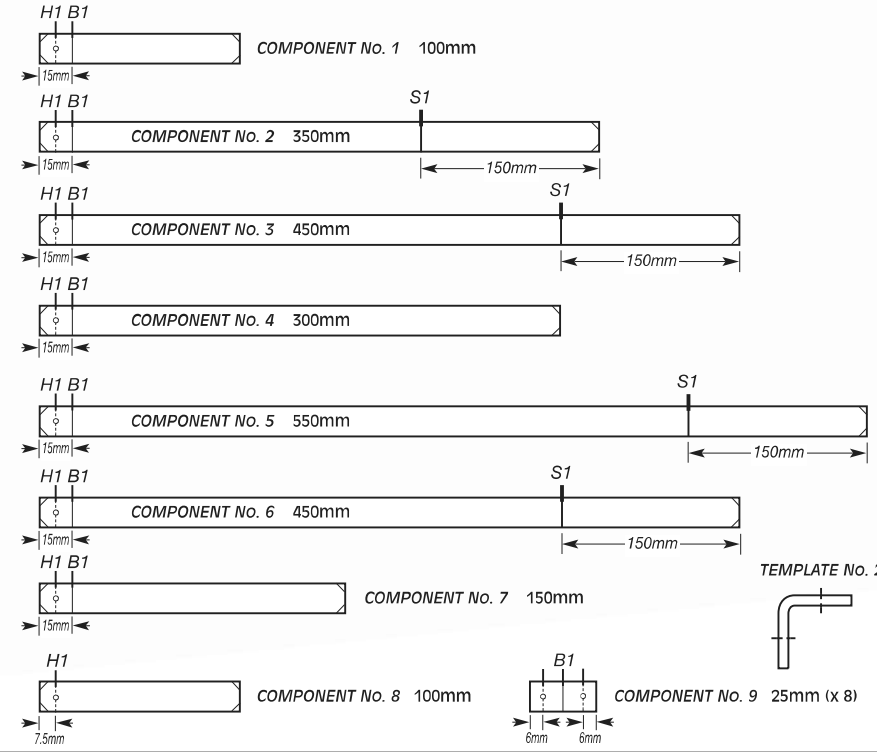 H1 B1
COMPONENT No. 1 100mm
15mm
H1 B1 S1
COMPONENT No. 2 350mm
15mm 150mm
H1 B1 S1
COMPONENT No. 3 450mm
15mm 150mm
H1 B1
COMPONENT No. 4 300mm
15mm
H1 B1 S1
COMPONENT No. 5 550mm
15mm 150mm
H1 B1 S1
COMPONENT No. 6 450mm
15mm 150mm
H1 B1
COMPONENT No. 7 150mm
15mm
TEMPLATE No. 2
H1
COMPONENT No. 8 100mm
7.5mm
B1
COMPONENT No. 9 25mm (x 8)
6mm 6mm